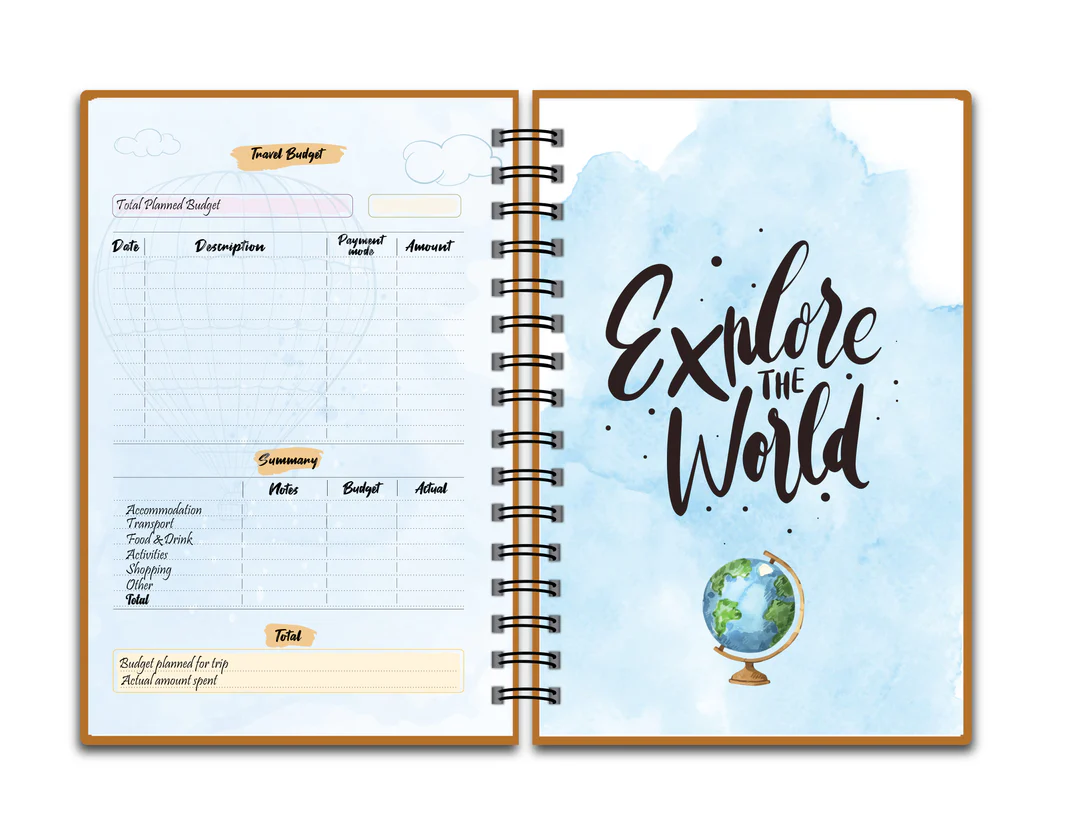 Travel Budget
Total Planned Budget
Date Description Payment mode Amount
Summary
Notes Budget Actual
Accommodation
Transport
Food & Drink
Activities
Shopping
Other
Total
Total
Budget planned for trip
Actual amount spent
Explore
THE
World